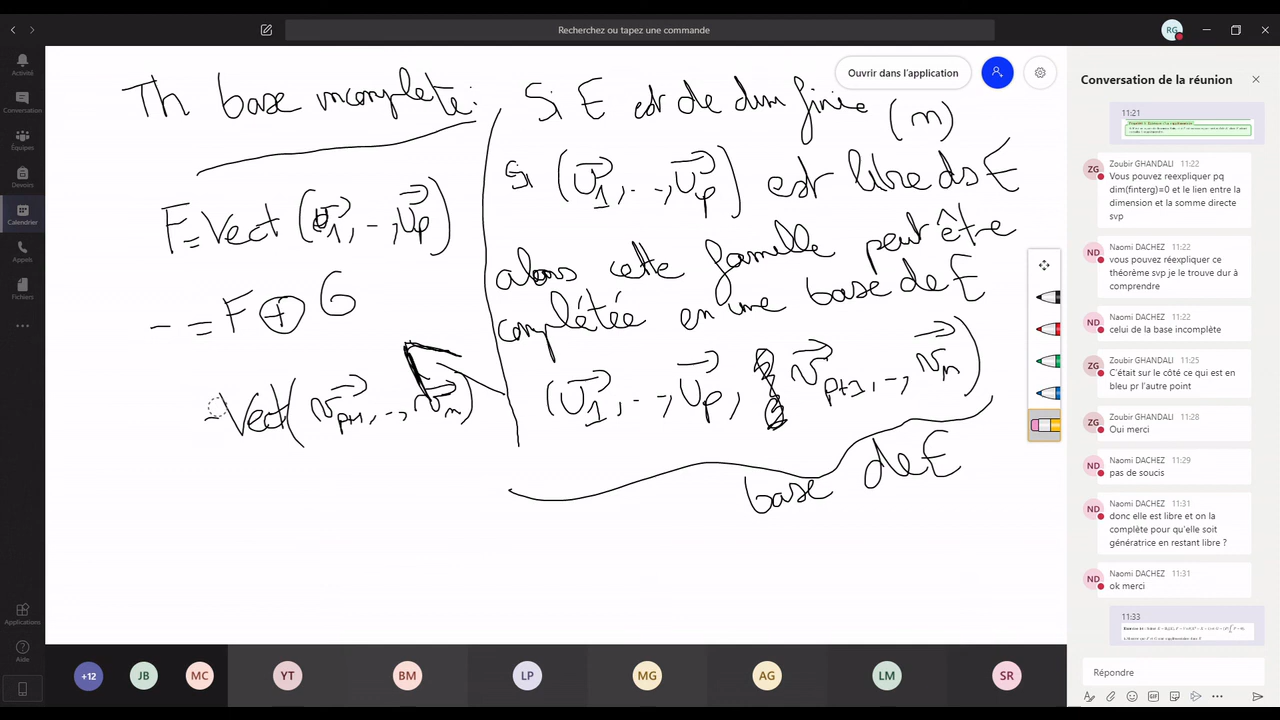 Recherchez ou tapez une commande
RG
Activité
Conversation
Équipes
Devoirs
Calendrier
Appels
Fichiers
Applications
Aide
Ouvrir dans l'application
Th base incomplète : Si E est de dim finie (n)
Si (U1, .., Up) est libre ds E
alors cette famille peut être
complétée en une base de E
(U1, .., Up, vp+1, .., vn)
base de E
F = Vect (U1, -, Up)
- = F ⊕ G
Vect( vp+1, .., vn )
Conversation de la réunion
11:21
ZG
Zoubir GHANDALI 11:22
Vous pouvez reexpliquer pq
dim(finterg)=0 et le lien entre la
dimension et la somme directe
svp
ND
Naomi DACHEZ 11:22
vous pouvez réexpliquer ce
théorème svp je le trouve dur à
comprendre
ND
Naomi DACHEZ 11:22
celui de la base incomplète
ZG
Zoubir GHANDALI 11:25
C'était sur le côté ce qui est en
bleu pr l'autre point
ZG
Zoubir GHANDALI 11:28
Oui merci
ND
Naomi DACHEZ 11:29
pas de soucis
ND
Naomi DACHEZ 11:31
donc elle est libre et on la
complète pour qu'elle soit
génératrice en restant libre ?
ND
Naomi DACHEZ 11:31
ok merci
11:33
Répondre
GIF
+12 JB MC YT BM LP MG AG LM SR